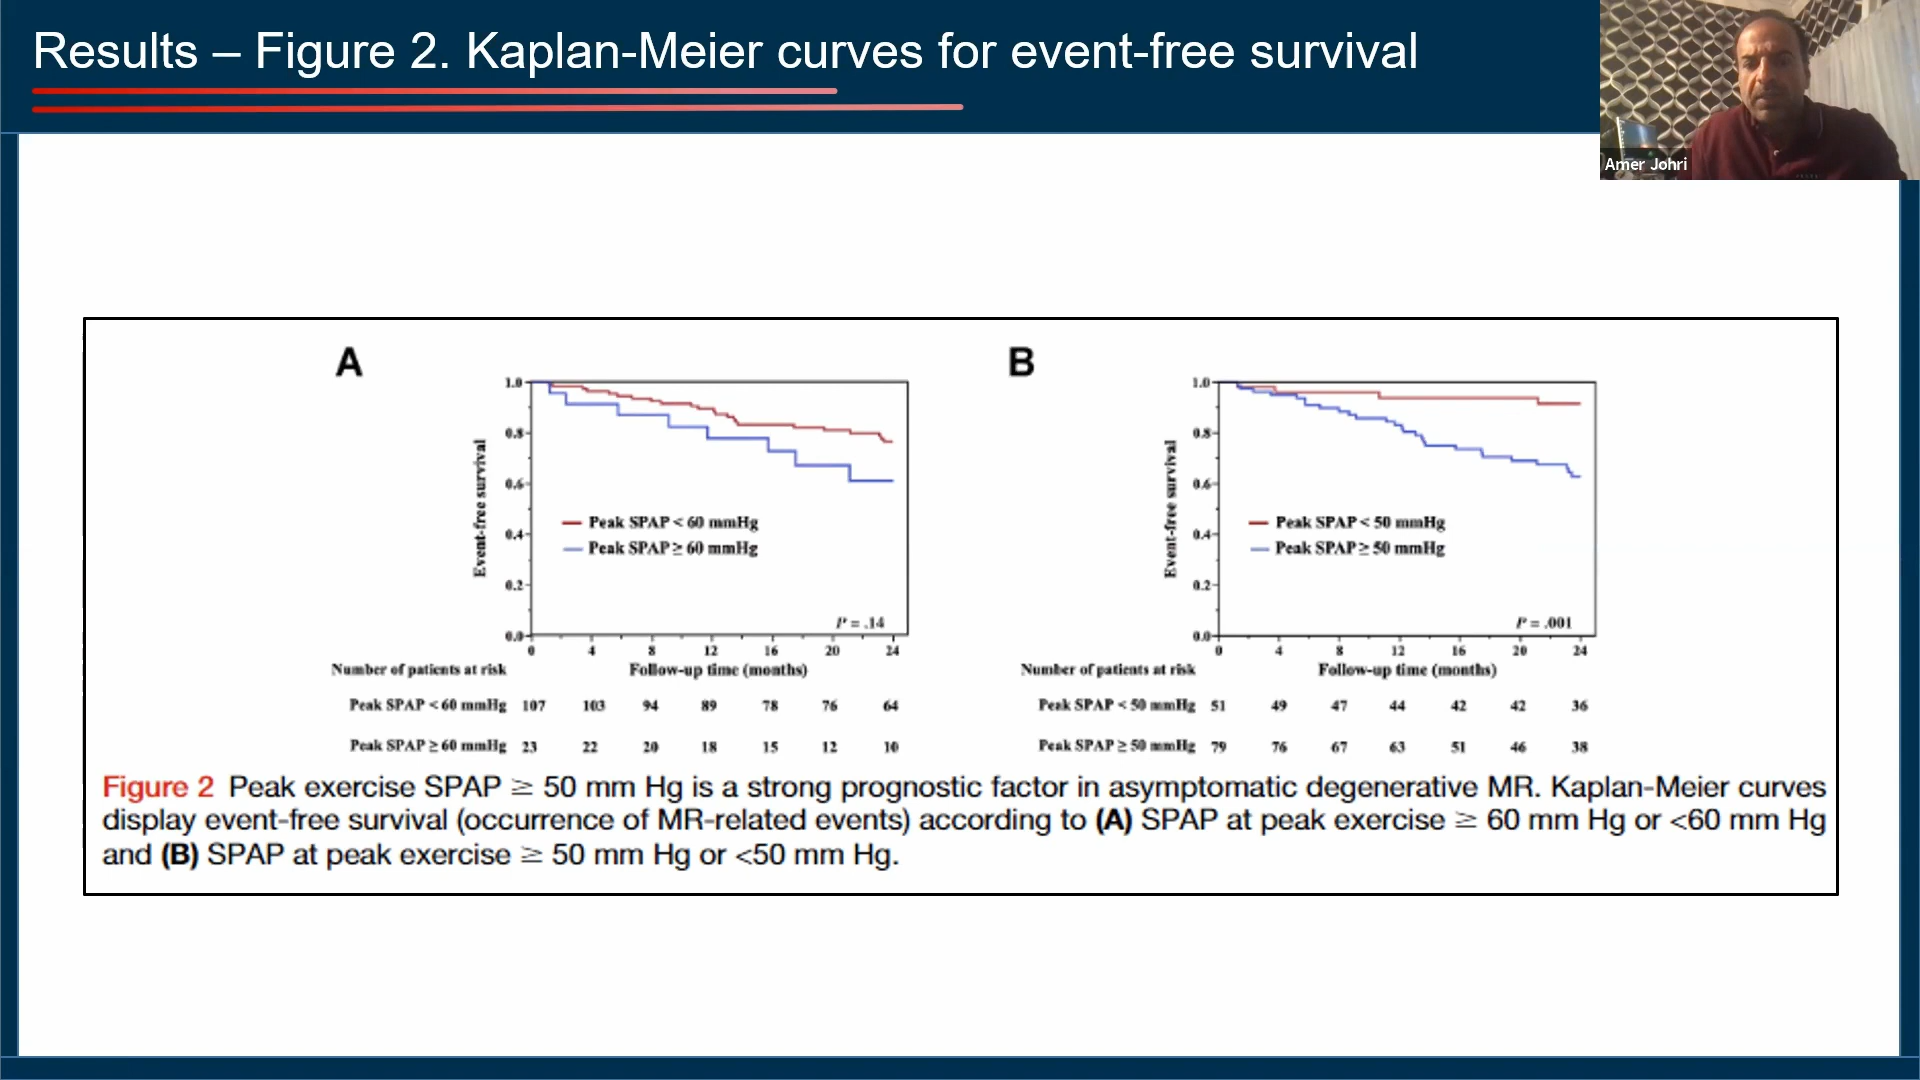 Results – Figure 2. Kaplan-Meier curves for event-free survival
Amer Johri
A
1.0
0.8
0.6
0.4
0.2
0.0
Event-free survival
Peak SPAP < 60 mmHg
Peak SPAP ≥ 60 mmHg
P = .14
0 4 8 12 16 20 24
Number of patients at risk Follow-up time (months)
Peak SPAP < 60 mmHg 107 103 94 89 78 76 64
Peak SPAP ≥ 60 mmHg 23 22 20 18 15 12 10
B
1.0
0.8
0.6
0.4
0.2
0.0
Event-free survival
Peak SPAP < 50 mmHg
Peak SPAP ≥ 50 mmHg
P = .001
0 4 8 12 16 20 24
Number of patients at risk Follow-up time (months)
Peak SPAP < 50 mmHg 51 49 47 44 42 42 36
Peak SPAP ≥ 50 mmHg 79 76 67 63 51 46 38
Figure 2 Peak exercise SPAP ≥ 50 mm Hg is a strong prognostic factor in asymptomatic degenerative MR. Kaplan-Meier curves
display event-free survival (occurrence of MR-related events) according to (A) SPAP at peak exercise ≥ 60 mm Hg or <60 mm Hg
and (B) SPAP at peak exercise ≥ 50 mm Hg or <50 mm Hg.